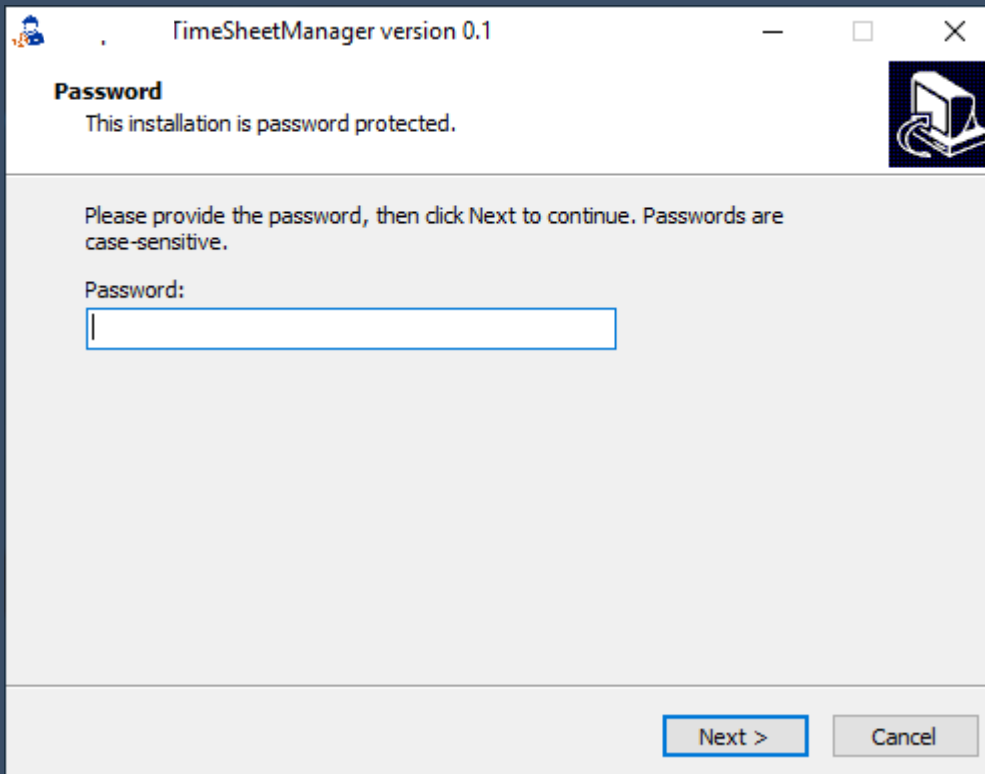 TimeSheetManager version 0.1
Password
This installation is password protected.
Please provide the password, then click Next to continue. Passwords are
case-sensitive.
Password:
Next >
Cancel